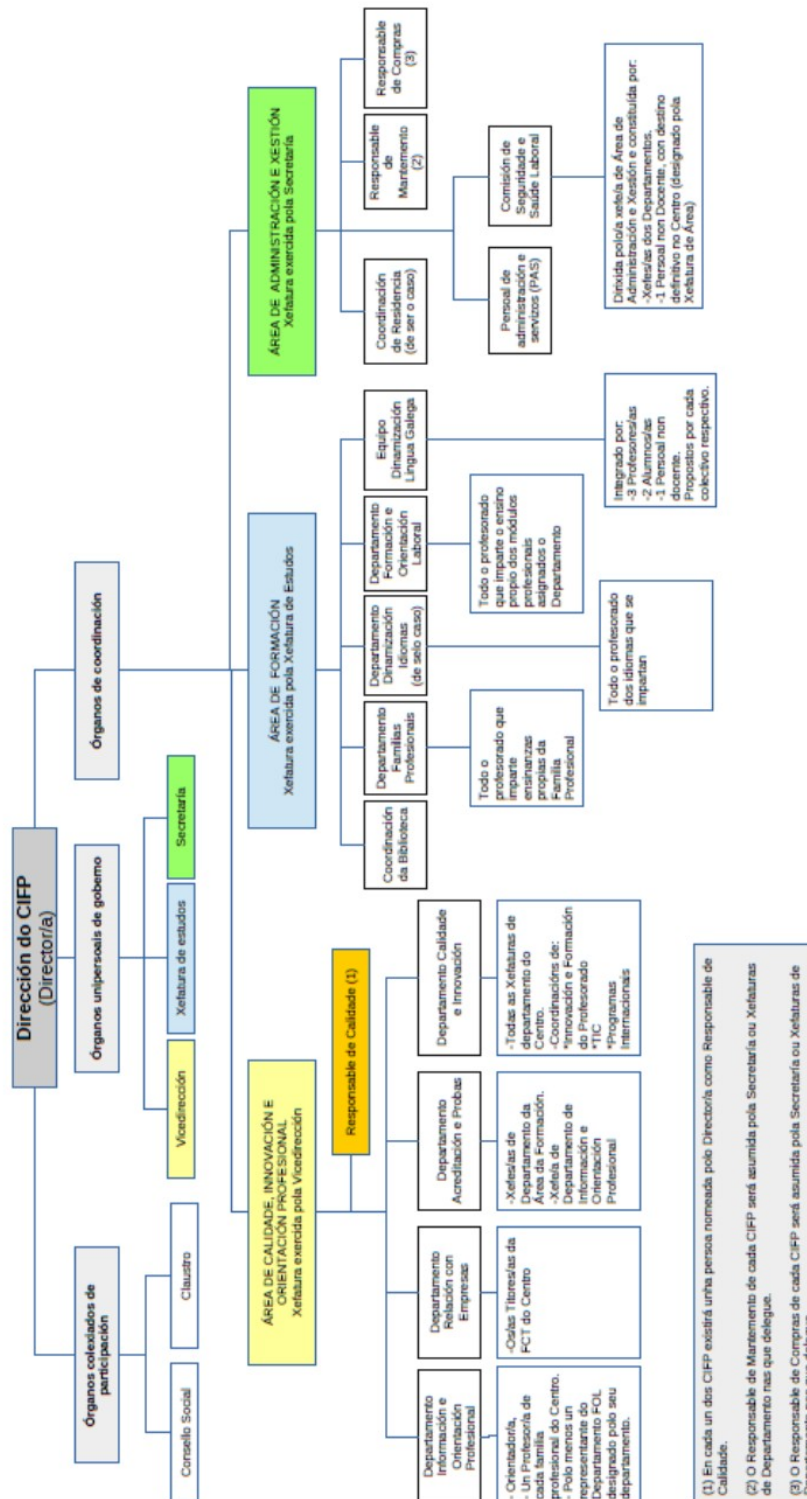 Dirección do CIFP
(Director/a)
Órganos colexiados de
participación
Órganos unipersoais de goberno
Órganos de coordinación
Consello Social
Claustro
Vicedirección
Xefatura de estudos
Secretaría
ÁREA DE CALIDADE, INNOVACIÓN E
ORIENTACIÓN PROFESIONAL
Xefatura exercida pola Vicedirección
ÁREA DE FORMACIÓN
Xefatura exercida pola Xefatura de Estudos
ÁREA DE ADMINISTRACIÓN E XESTIÓN
Xefatura exercida pola Secretaría
Responsable de Calidade (1)
Departamento
Información e
Orientación
Profesional
Departamento
Relación con
Empresas
Departamento
Acreditación e Probas
Departamento Calidade
e Innovación
- Orientador/a,
- Un Profesor/a de
cada familia
profesional do Centro.
- Polo menos un
representante do
Departamento FOL
designado polo seu
departamento.
-Os/as Titores/as da
FCT do Centro
-Xefes/as de
Departamento da
Área da Formación.
-Xefe/a de
Departamento de
Información e
Orientación
Profesional
-Todas as Xefaturas de
departamento do
Centro.
-Coordinacións de:
*Innovación e Formación
do Profesorado
*TIC
*Programas
Internacionais
Coordinación
da Biblioteca
Departamento
Familias
Profesionais
Departamento
Dinamización
Idiomas
(de selo caso)
Departamento
Formación e
Orientación
Laboral
Equipo
Dinamización
Lingua Galega
Todo o
profesorado que
imparte
ensinanzas
propias da
Familia
Profesional
Todo o profesorado
dos idiomas que se
impartan
Todo o profesorado
que imparte o ensino
propio dos módulos
profesionais
asignados o
Departamento
Integrado por:
-3 Profesores/as
-2 Alumnos/as
-1 Persoal non
docente.
Propostos por cada
colectivo respectivo.
Coordinación
de Residencia
(de ser o caso)
Responsable
de
Mantemento
(2)
Responsable
de Compras
(3)
Persoal de
administración e
servizos (PAS)
Comisión de
Seguridade e
Saúde Laboral
Dirixida polo/a xefe/a de Área de
Administración e Xestión e constituída por:
-Xefes/as dos Departamentos.
-1 Persoal non Docente, con destino
definitivo no Centro (designado pola
Xefatura de Área)
(1) En cada un dos CIFP existirá unha persoa nomeada polo Director/a como Responsable de
Calidade.
(2) O Responsable de Mantemento de cada CIFP será asumida pola Secretaría ou Xefaturas
de Departamento nas que delegue.
(3) O Responsable de Compras de cada CIFP será asumida pola Secretaría ou Xefaturas de